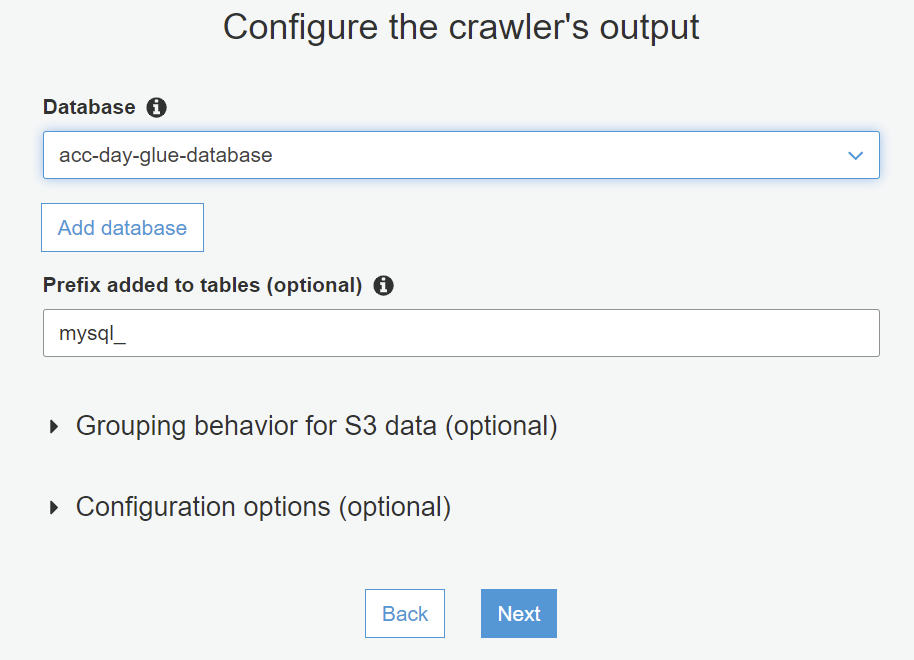 Configure the crawler's output
Database
acc-day-glue-database
Add database
Prefix added to tables (optional)
mysql_
Grouping behavior for S3 data (optional)
Configuration options (optional)
Back
Next